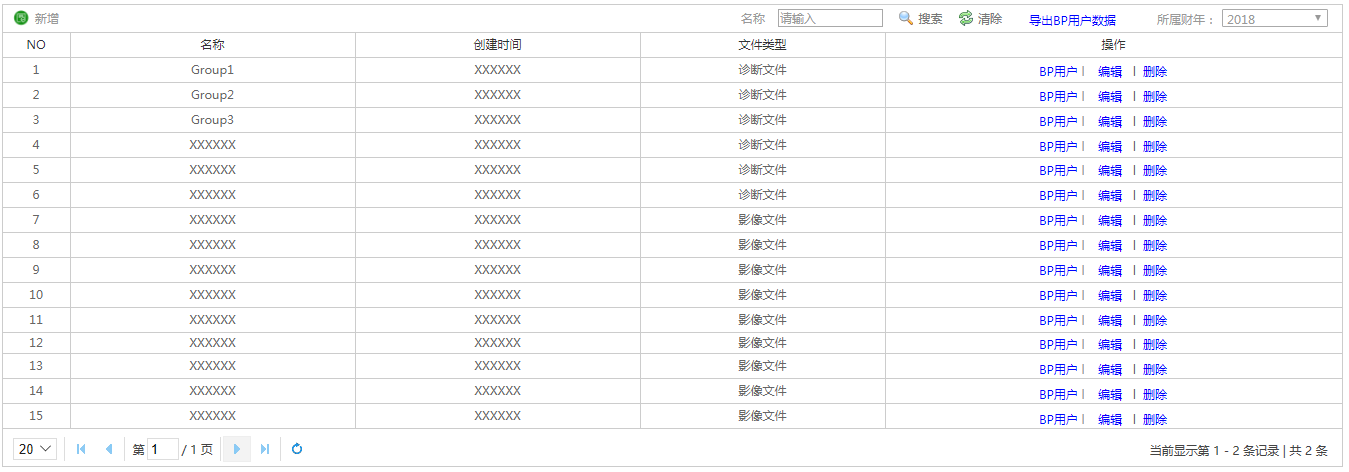 新增 名称 请输入 搜索 清除 导出BP用户数据 所属财年： 2018
NO 名称 创建时间 文件类型 操作
1 Group1 XXXXXX 诊断文件 BP用户 | 编辑 | 删除
2 Group2 XXXXXX 诊断文件 BP用户 | 编辑 | 删除
3 Group3 XXXXXX 诊断文件 BP用户 | 编辑 | 删除
4 XXXXXX XXXXXX 诊断文件 BP用户 | 编辑 | 删除
5 XXXXXX XXXXXX 诊断文件 BP用户 | 编辑 | 删除
6 XXXXXX XXXXXX 诊断文件 BP用户 | 编辑 | 删除
7 XXXXXX XXXXXX 影像文件 BP用户 | 编辑 | 删除
8 XXXXXX XXXXXX 影像文件 BP用户 | 编辑 | 删除
9 XXXXXX XXXXXX 影像文件 BP用户 | 编辑 | 删除
10 XXXXXX XXXXXX 影像文件 BP用户 | 编辑 | 删除
11 XXXXXX XXXXXX 影像文件 BP用户 | 编辑 | 删除
12 XXXXXX XXXXXX 影像文件 BP用户 | 编辑 | 删除
13 XXXXXX XXXXXX 影像文件 BP用户 | 编辑 | 删除
14 XXXXXX XXXXXX 影像文件 BP用户 | 编辑 | 删除
15 XXXXXX XXXXXX 影像文件 BP用户 | 编辑 | 删除
20 第 1 / 1 页 当前显示第 1 - 2 条记录 | 共 2 条